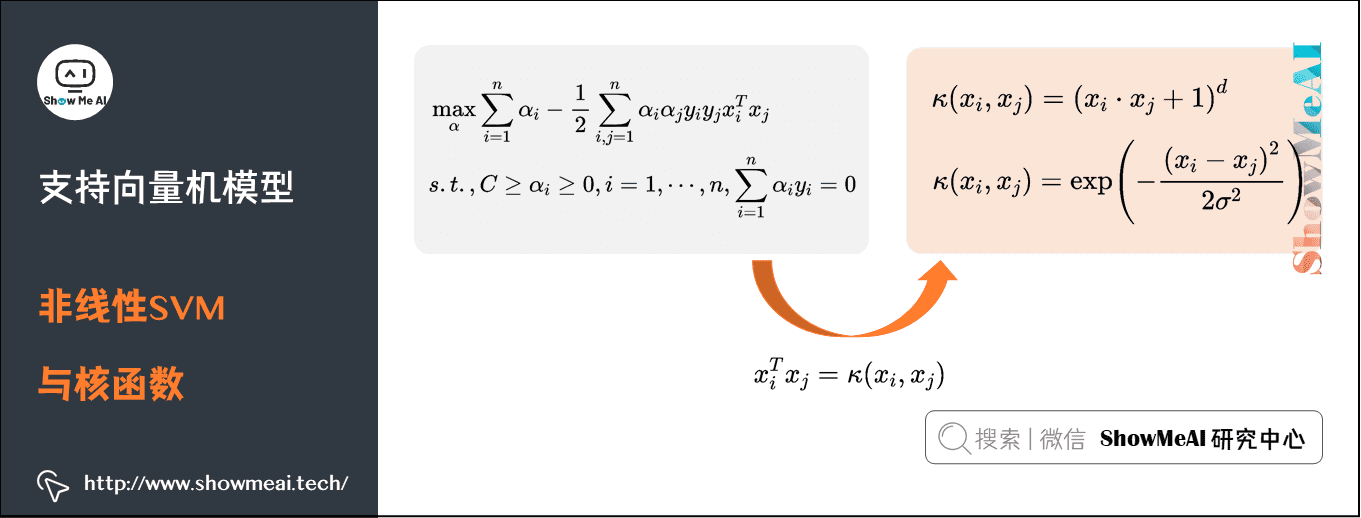 Show Me AI
支持向量机模型
非线性SVM
与核函数
http://www.showmeai.tech/
max_α ∑_{i=1}^{n} α_i − 1/2 ∑_{i,j=1}^{n} α_i α_j y_i y_j x_i^T x_j
s.t., C ≥ α_i ≥ 0, i = 1, ⋯, n, ∑_{i=1}^{n} α_i y_i = 0
κ(x_i, x_j) = (x_i · x_j + 1)^d
κ(x_i, x_j) = exp(−(x_i − x_j)^2 / 2σ^2)
ShowMeAI
x_i^T x_j = κ(x_i, x_j)
搜索 | 微信 ShowMeAI 研究中心